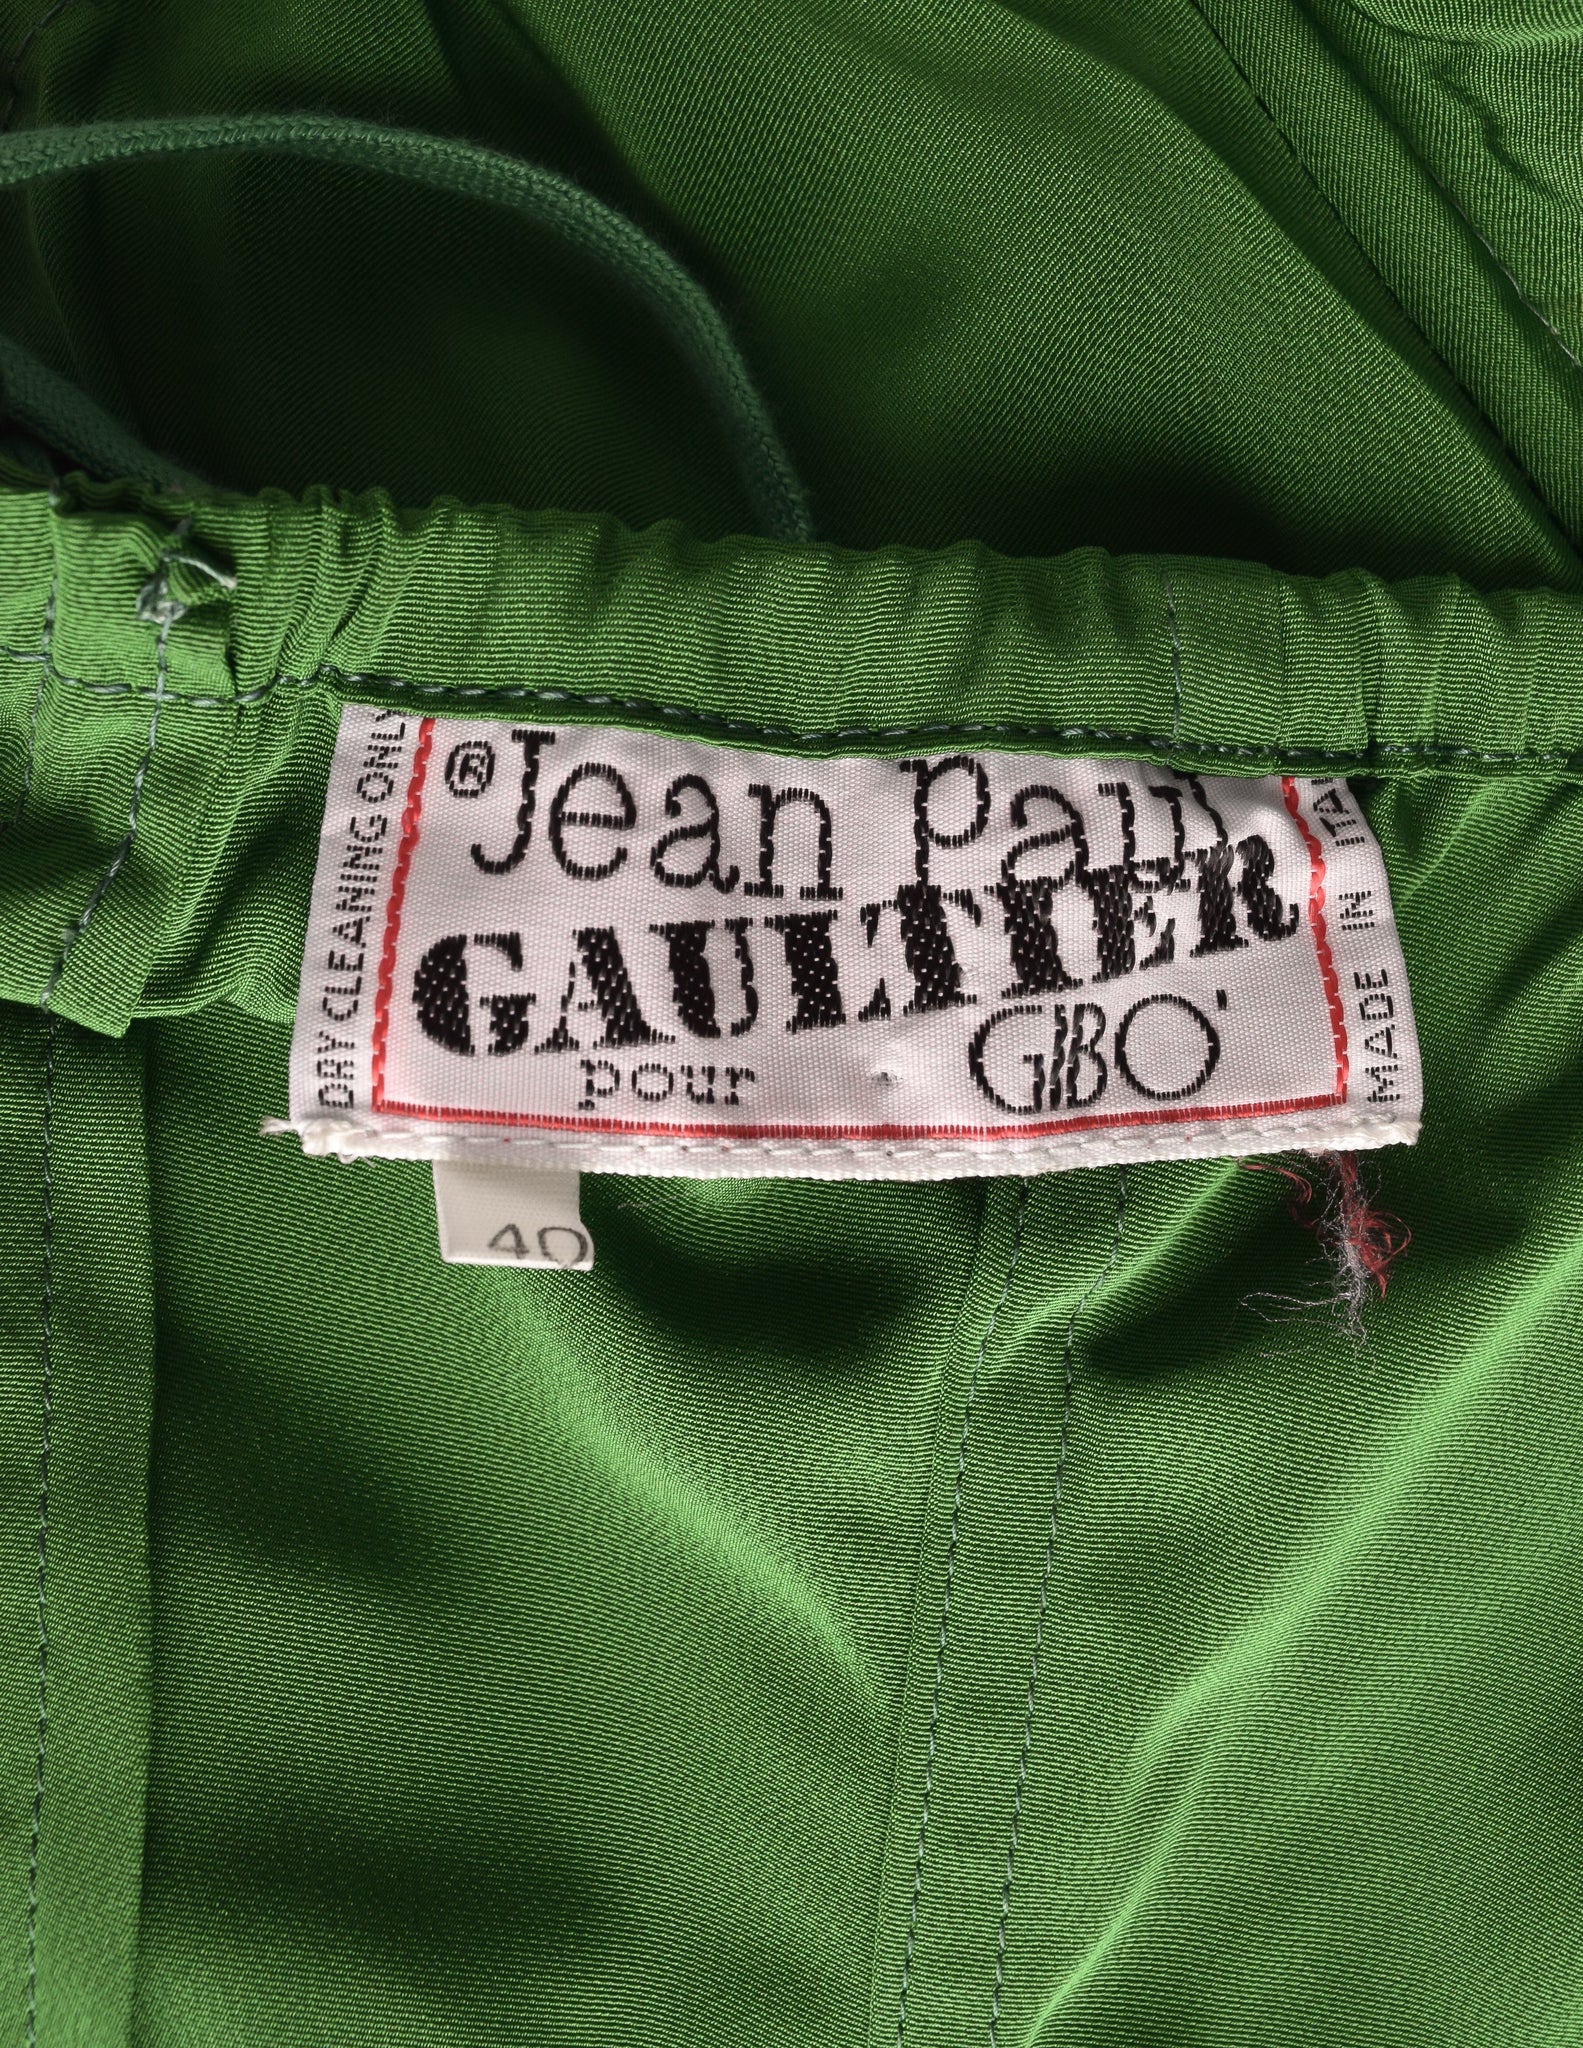 ® Jean Paul
GAULTIER
pour GIBO'
DRY CLEANING ONLY
MADE IN ITA
40